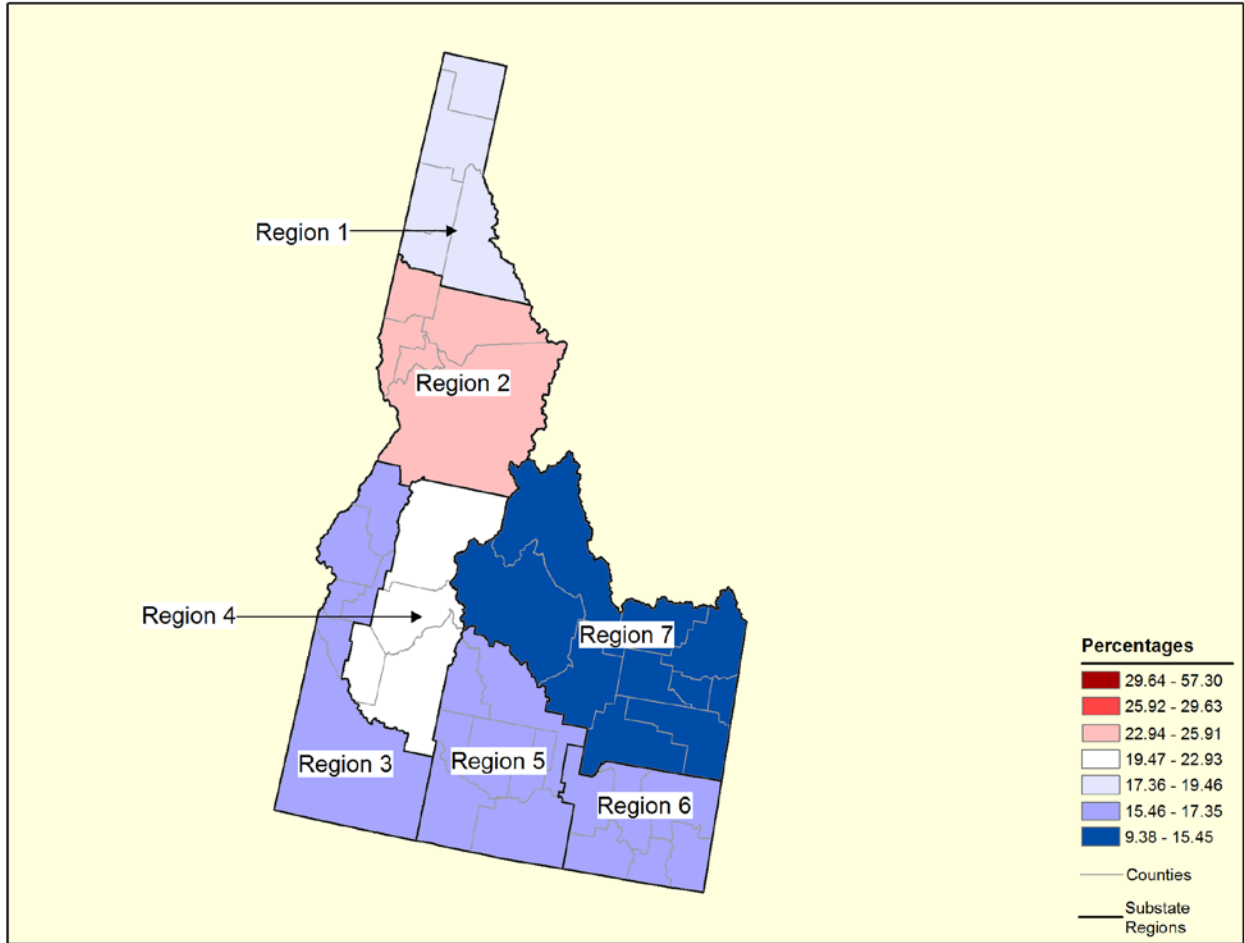 Region 1
Region 2
Region 4
Region 7
Region 3
Region 5
Region 6
Percentages
29.64 - 57.30
25.92 - 29.63
22.94 - 25.91
19.47 - 22.93
17.36 - 19.46
15.46 - 17.35
9.38 - 15.45
Counties
Substate
Regions